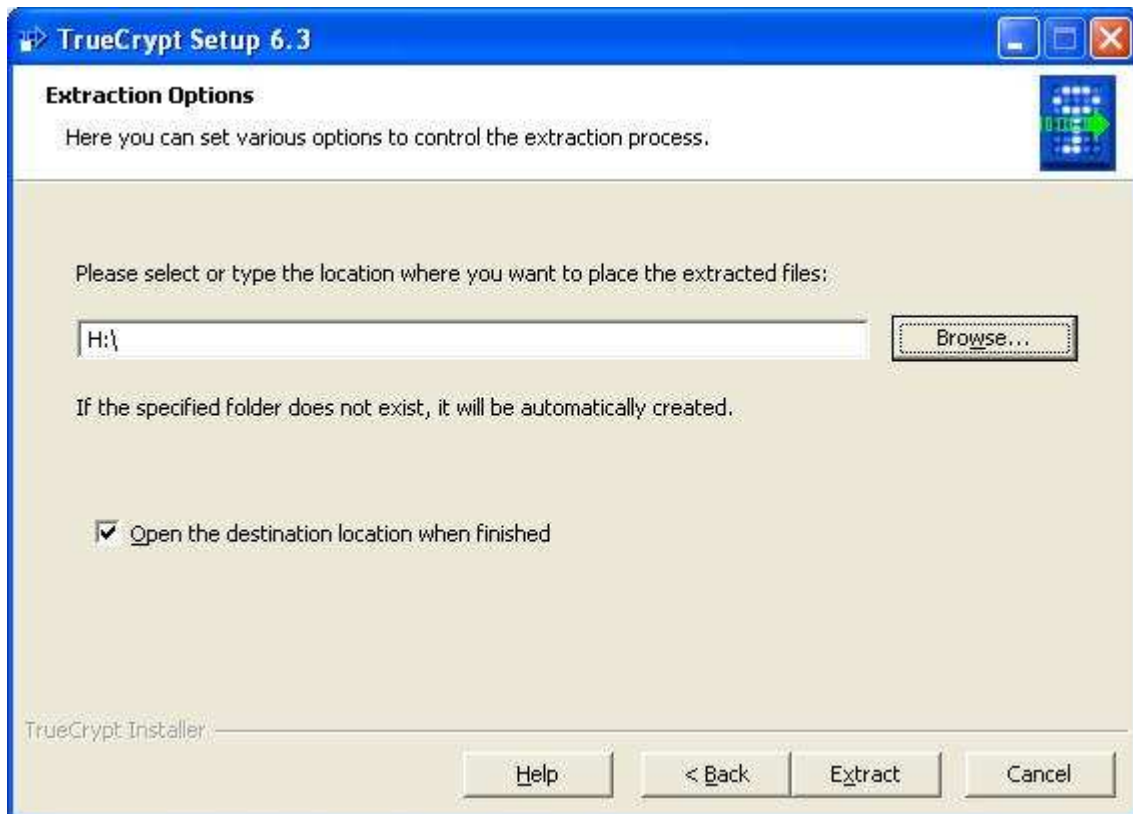 TrueCrypt Setup 6.3
Extraction Options
Here you can set various options to control the extraction process.
Please select or type the location where you want to place the extracted files:
H:\
Browse...
If the specified folder does not exist, it will be automatically created.
Open the destination location when finished
TrueCrypt Installer
Help
< Back
Extract
Cancel